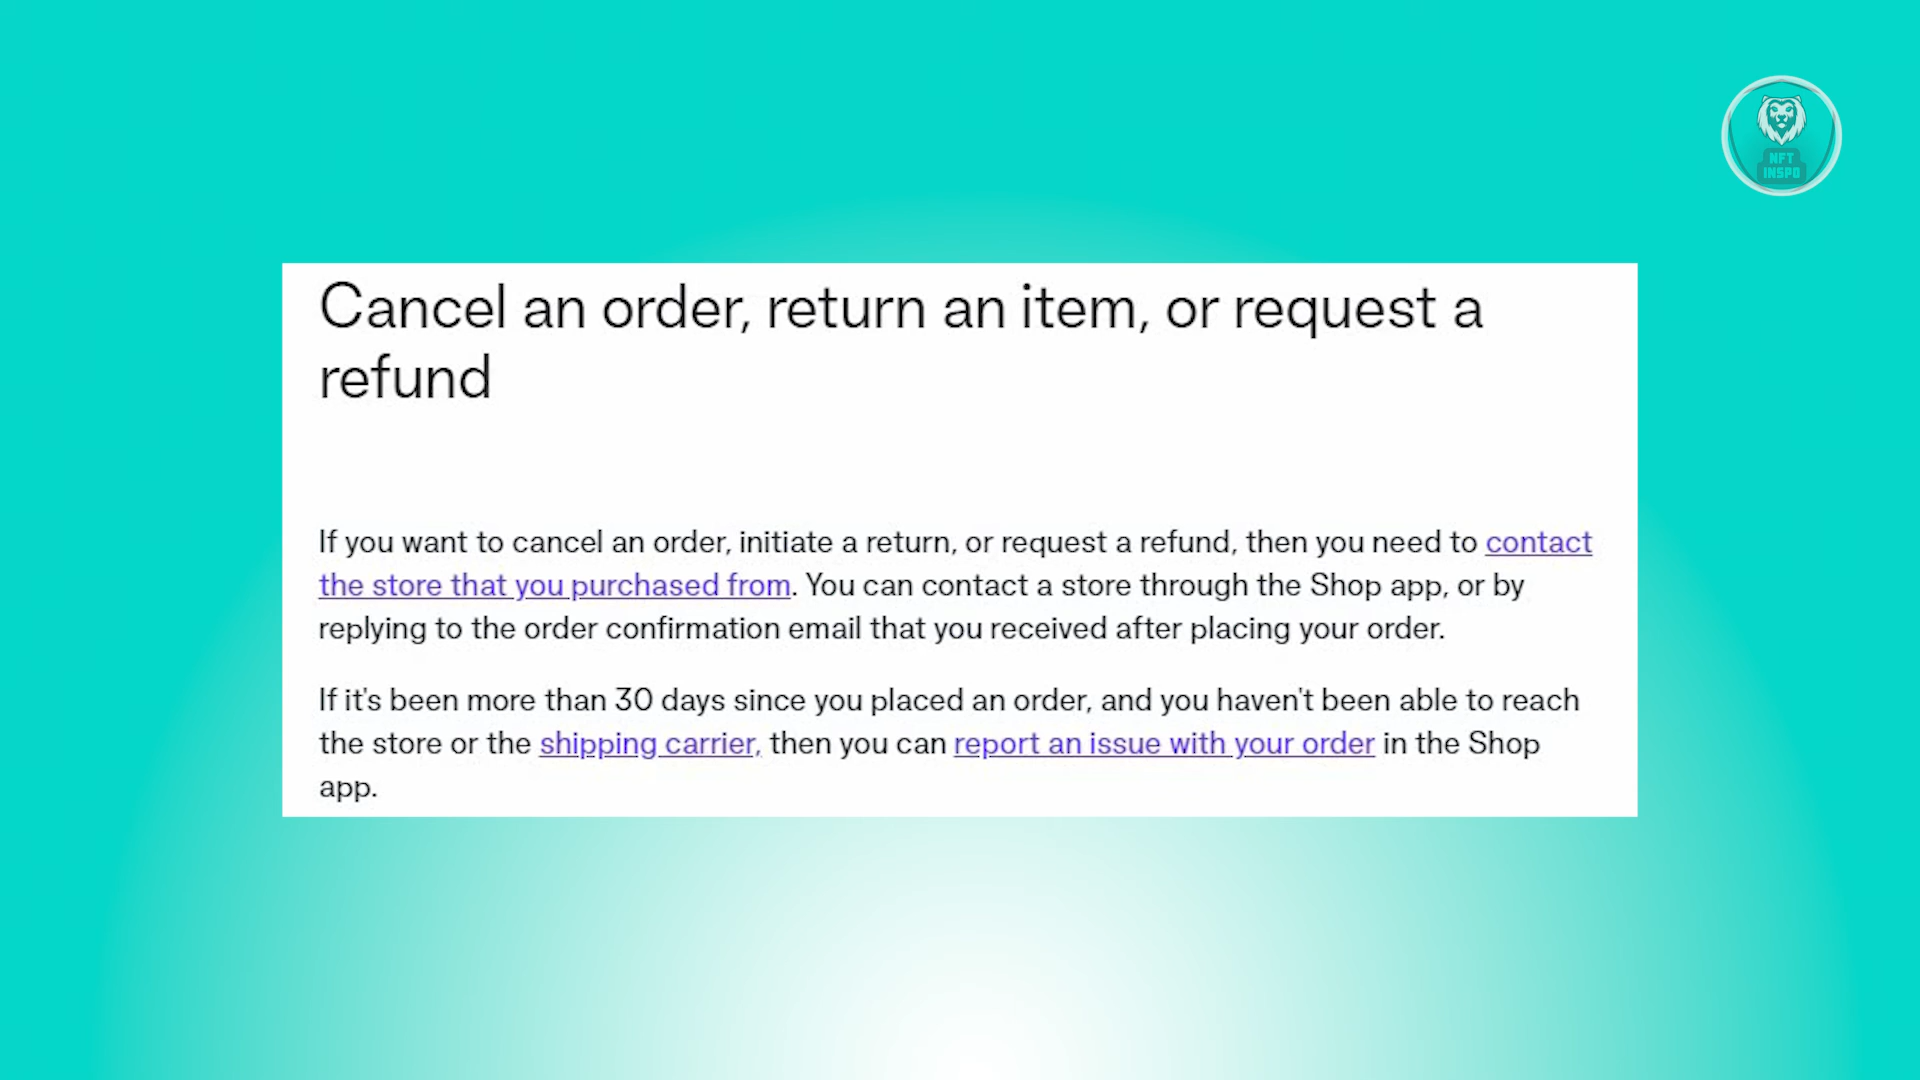 NFT
INSPO
Cancel an order, return an item, or request a
refund
If you want to cancel an order, initiate a return, or request a refund, then you need to contact
the store that you purchased from. You can contact a store through the Shop app, or by
replying to the order confirmation email that you received after placing your order.
If it's been more than 30 days since you placed an order, and you haven't been able to reach
the store or the shipping carrier, then you can report an issue with your order in the Shop
app.